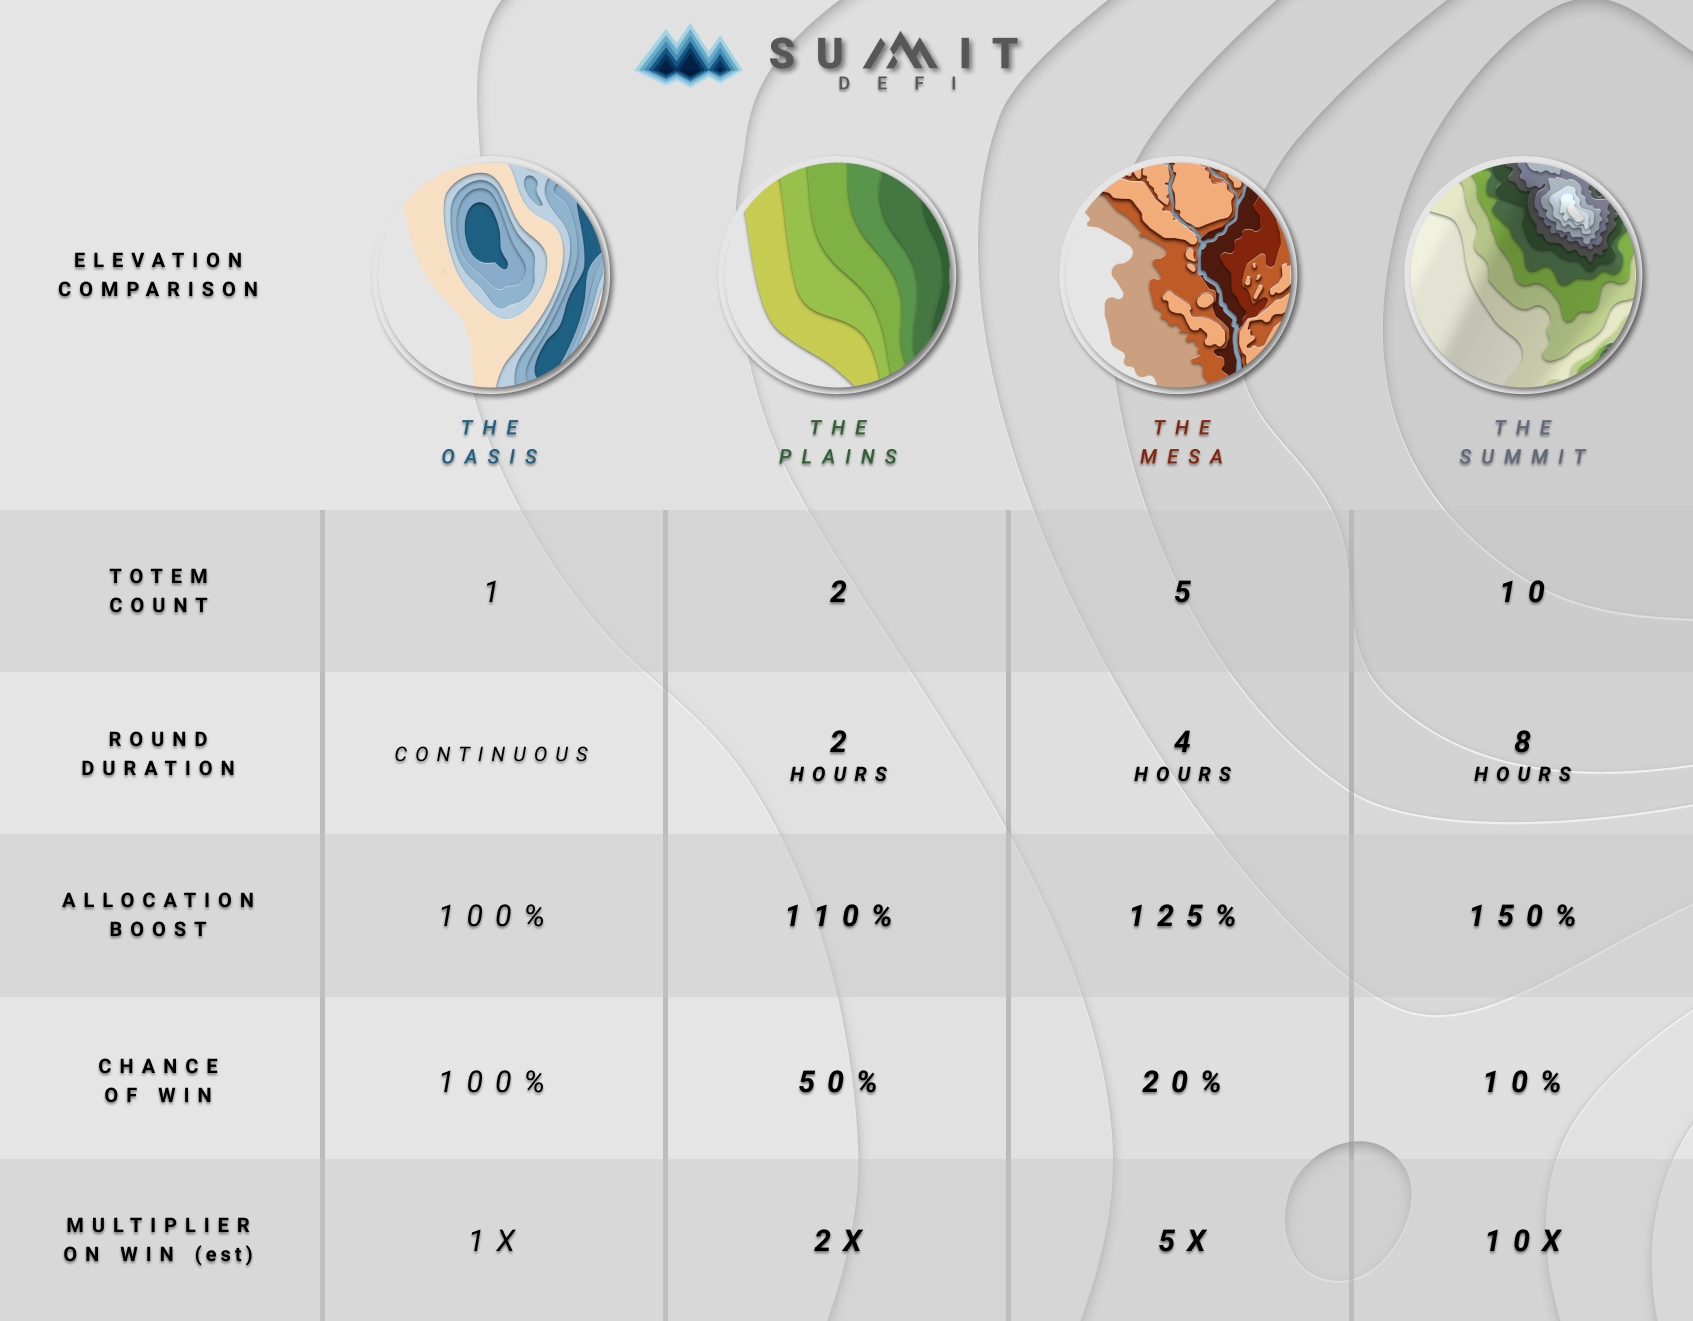 SUMMIT
DEFI
ELEVATION
COMPARISON
THE
OASIS
THE
PLAINS
THE
MESA
THE
SUMMIT
TOTEM
COUNT
1
2
5
10
ROUND
DURATION
CONTINUOUS
2
HOURS
4
HOURS
8
HOURS
ALLOCATION
BOOST
100%
110%
125%
150%
CHANCE
OF WIN
100%
50%
20%
10%
MULTIPLIER
ON WIN (est)
1X
2X
5X
10X